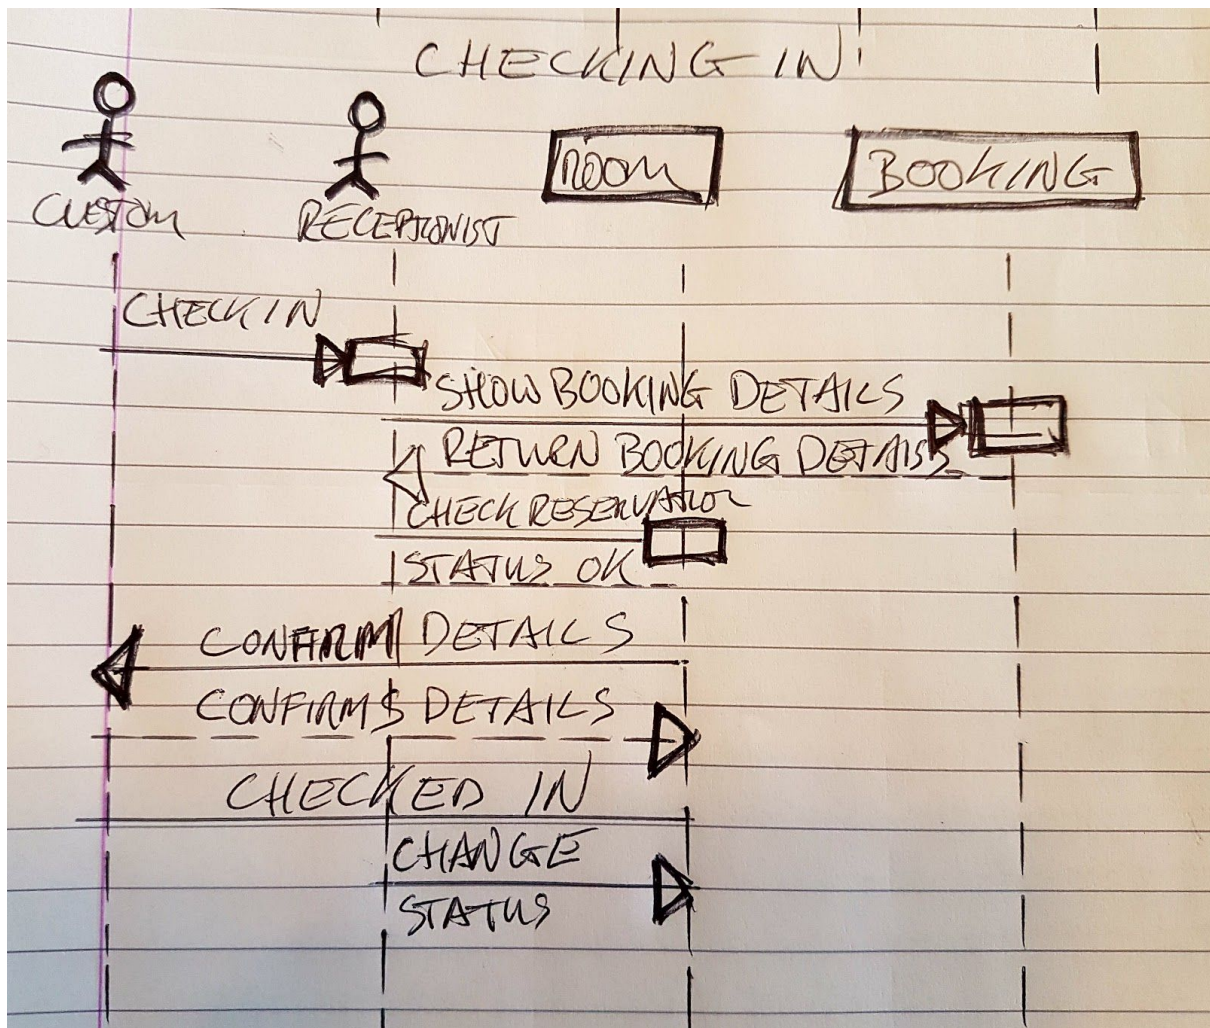 CHECKING IN
CUSTOM
RECEPTIONIST
ROOM
BOOKING
CHECK IN
SHOW BOOKING DETAILS
RETURN BOOKING DETAILS
CHECK RESERVATION
STATUS OK
CONFIRM DETAILS
CONFIRMS DETAILS
CHECKED IN
CHANGE
STATUS